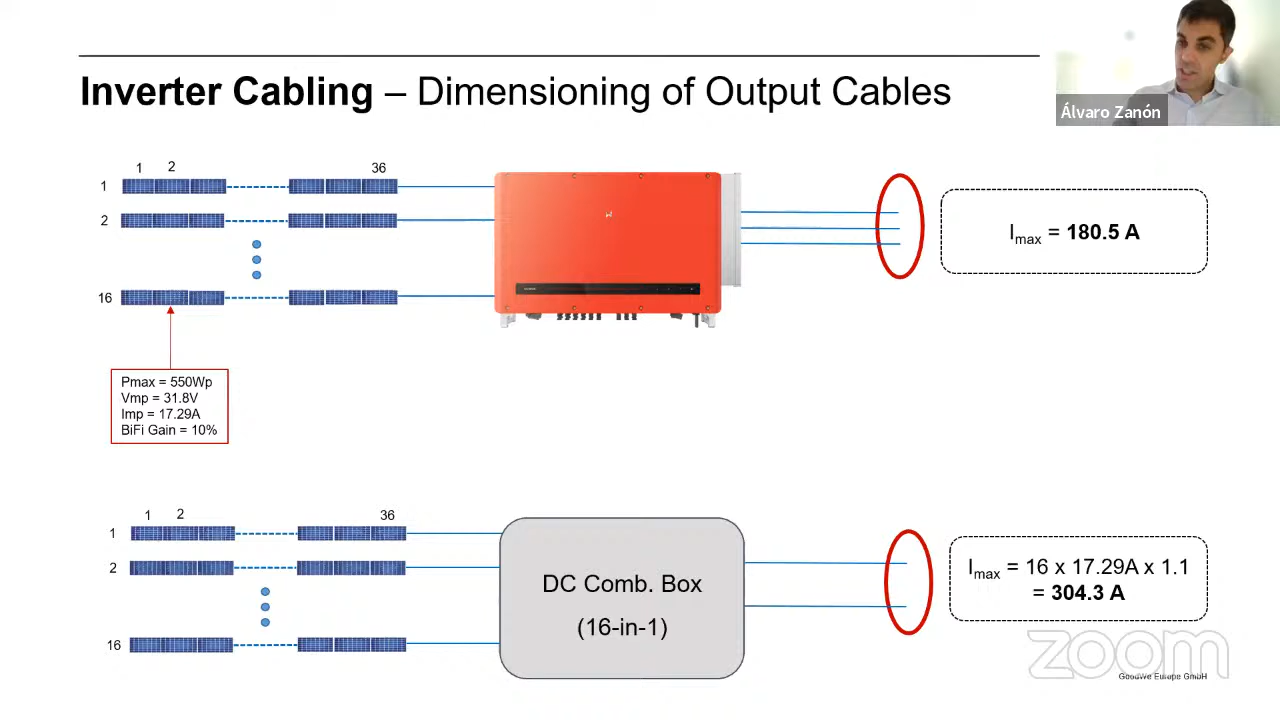 Inverter Cabling – Dimensioning of Output Cables
Álvaro Zanón
1 2 36
1
2
16
I_max = 180.5 A
Pmax = 550Wp
Vmp = 31.8V
Imp = 17.29A
BiFi Gain = 10%
1 2 36
1
2
16
DC Comb. Box
(16-in-1)
I_max = 16 x 17.29A x 1.1
= 304.3 A
zoom
GoodWe Europe GmbH